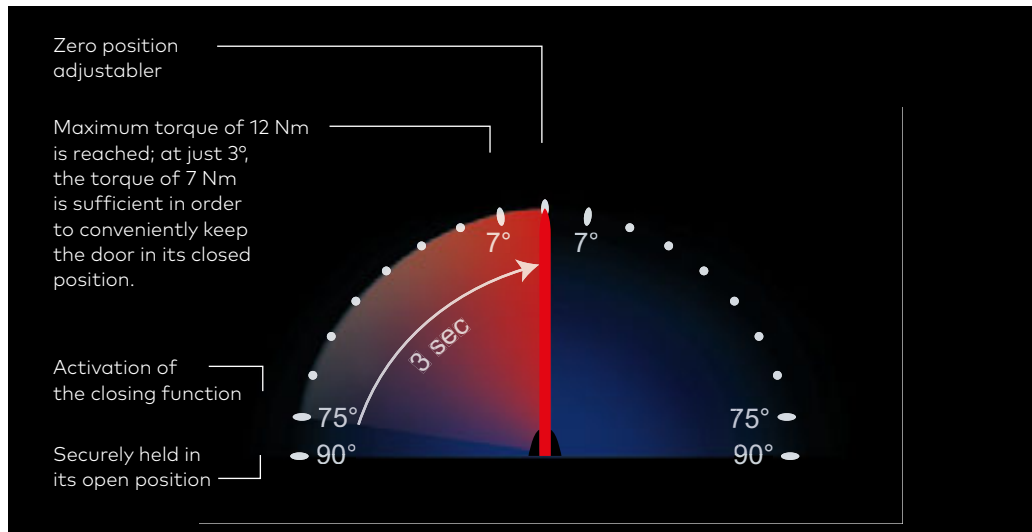 Zero position
adjustabler
Maximum torque of 12 Nm
is reached; at just 3°,
the torque of 7 Nm
is sufficient in order
to conveniently keep
the door in its closed
position.
7°
7°
3 sec
Activation of
the closing function
75°
75°
Securely held in
its open position
90°
90°